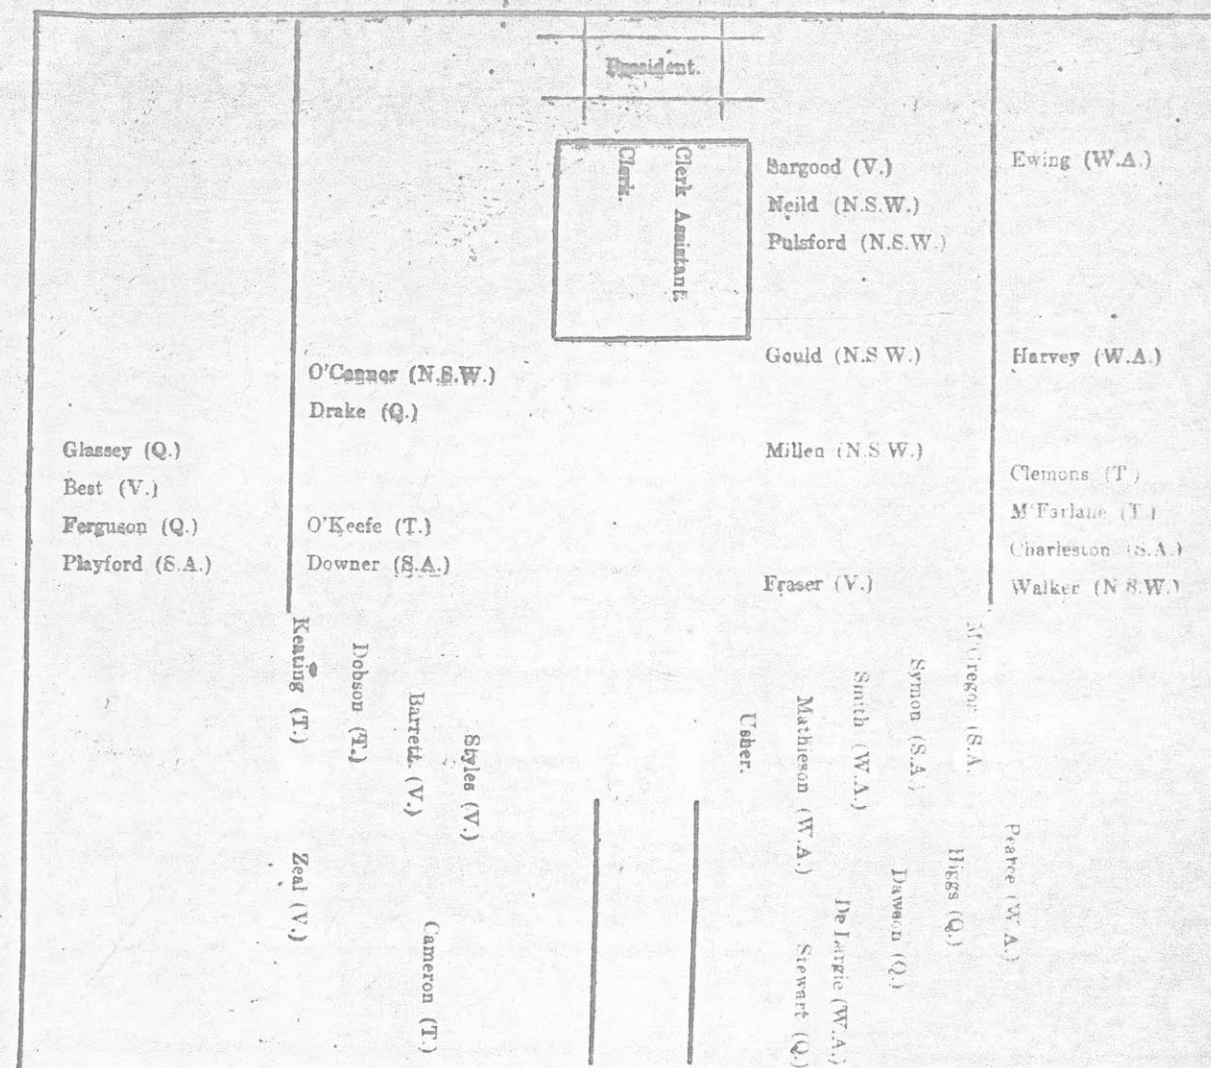 President.
Clerk Assistant
Clerk.
Sargood (V.)
Neild (N.S.W.)
Pulsford (N.S.W.)
Gould (N.S W.)
Millen (N.S W.)
Fraser (V.)
Ewing (W.A.)
Harvey (W.A.)
Clemons (T.)
M'Farlane (T.)
Charleston (S.A.)
Walker (N S.W.)
O'Connor (N.S.W.)
Drake (Q.)
O'Keefe (T.)
Downer (S.A.)
Glassey (Q.)
Best (V.)
Ferguson (Q.)
Playford (S.A.)
Keating (T.)
Dobson (T.)
Barrett (V.)
Styles (V.)
Zeal (V.)
Cameron (T.)
Usher.
Mathieson (W.A.)
Smith (W.A.)
Symon (S.A.)
M'Gregor (S.A.
Stewart (Q.)
De Largie (W.A.)
Dawson (Q.)
Higgs (Q.)
Pearce (W.A.)